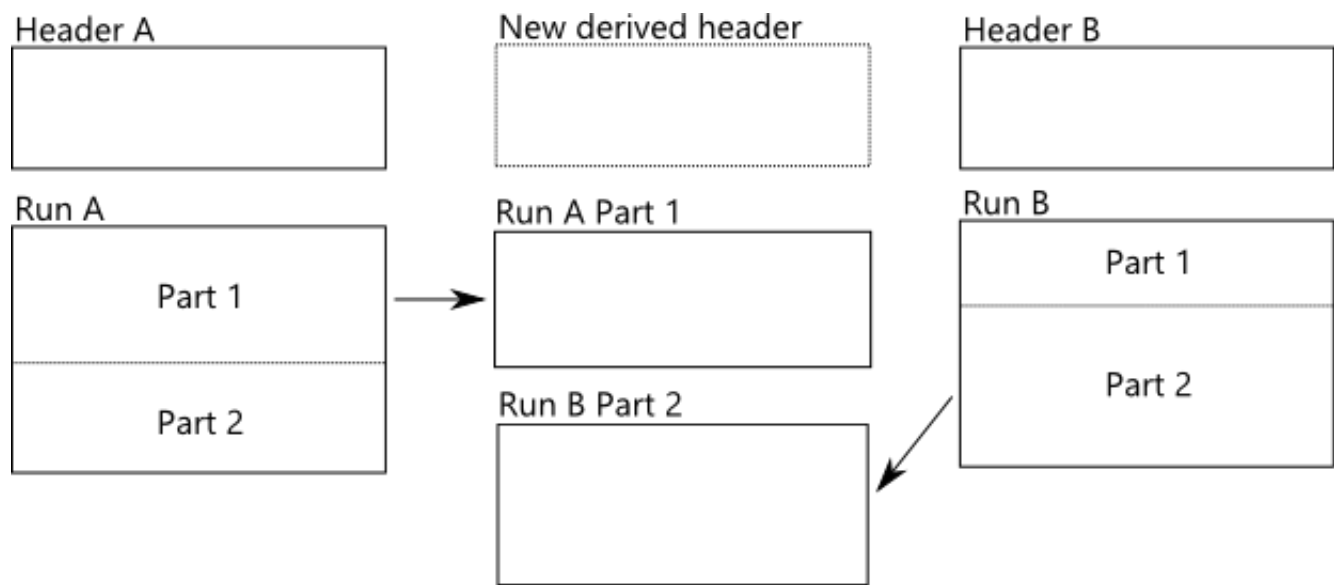 Header A
New derived header
Header B
Run A
Part 1
Part 2
Run A Part 1
Run B Part 2
Run B
Part 1
Part 2